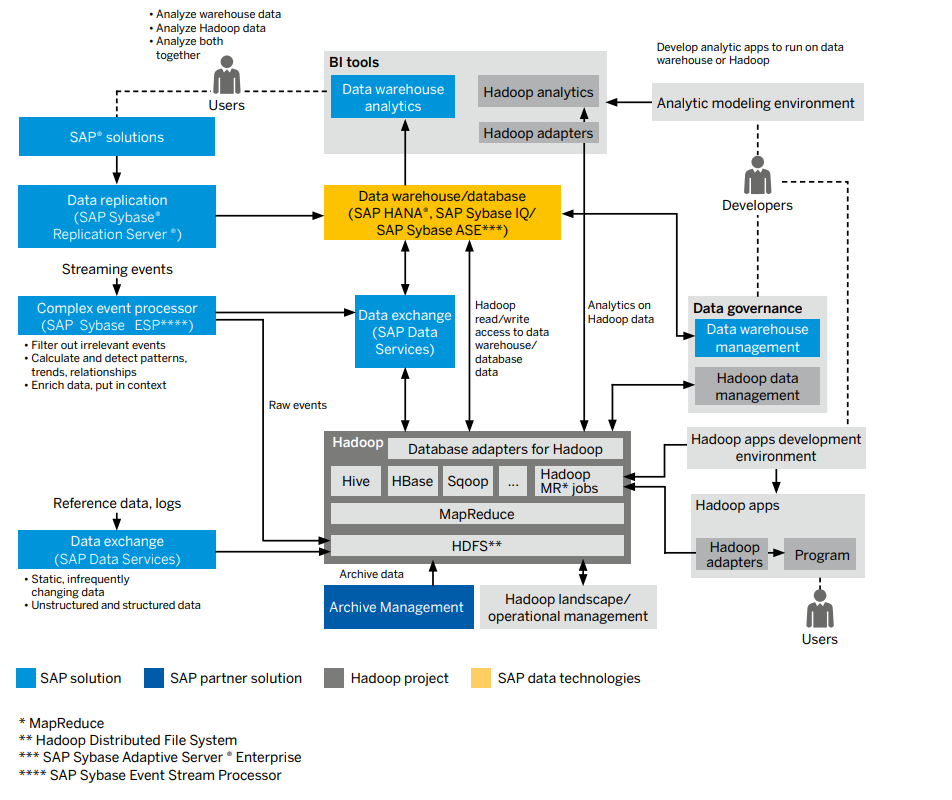 • Analyze warehouse data
• Analyze Hadoop data
• Analyze both
together
Users
BI tools
Data warehouse
analytics
Hadoop analytics
Hadoop adapters
Develop analytic apps to run on data
warehouse or Hadoop
Analytic modeling environment
SAP® solutions
Developers
Data replication
(SAP Sybase®
Replication Server ®)
Data warehouse/database
(SAP HANA®, SAP Sybase IQ/
SAP Sybase ASE***)
Streaming events
Complex event processor
(SAP Sybase ESP****)
• Filter out irrelevant events
• Calculate and detect patterns,
trends, relationships
• Enrich data, put in context
Data exchange
(SAP Data
Services)
Hadoop
read/write
access to data
warehouse/
database
data
Analytics on
Hadoop data
Data governance
Data warehouse
management
Hadoop data
management
Raw events
Hadoop
Database adapters for Hadoop
Hive
HBase
Sqoop
...
Hadoop
MR* jobs
MapReduce
HDFS**
Hadoop apps development
environment
Hadoop apps
Hadoop
adapters
Program
Users
Reference data, logs
Data exchange
(SAP Data Services)
• Static, infrequently
changing data
• Unstructured and structured data
Archive data
Archive Management
Hadoop landscape/
operational management
SAP solution
SAP partner solution
Hadoop project
SAP data technologies
* MapReduce
** Hadoop Distributed File System
*** SAP Sybase Adaptive Server ® Enterprise
**** SAP Sybase Event Stream Processor